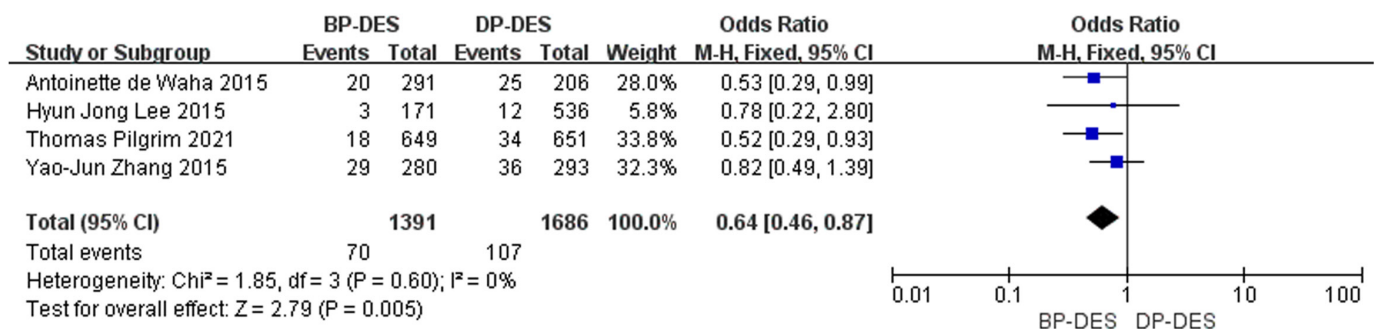 BP-DES DP-DES Odds Ratio Odds Ratio
Study or Subgroup Events Total Events Total Weight M-H, Fixed, 95% CI M-H, Fixed, 95% CI
Antoinette de Waha 2015 20 291 25 206 28.0% 0.53 [0.29, 0.99]
Hyun Jong Lee 2015 3 171 12 536 5.8% 0.78 [0.22, 2.80]
Thomas Pilgrim 2021 18 649 34 651 33.8% 0.52 [0.29, 0.93]
Yao-Jun Zhang 2015 29 280 36 293 32.3% 0.82 [0.49, 1.39]
Total (95% CI) 1391 1686 100.0% 0.64 [0.46, 0.87]
Total events 70 107
Heterogeneity: Chi² = 1.85, df = 3 (P = 0.60); I² = 0%
Test for overall effect: Z = 2.79 (P = 0.005)
0.01 0.1 1 10 100
BP-DES DP-DES